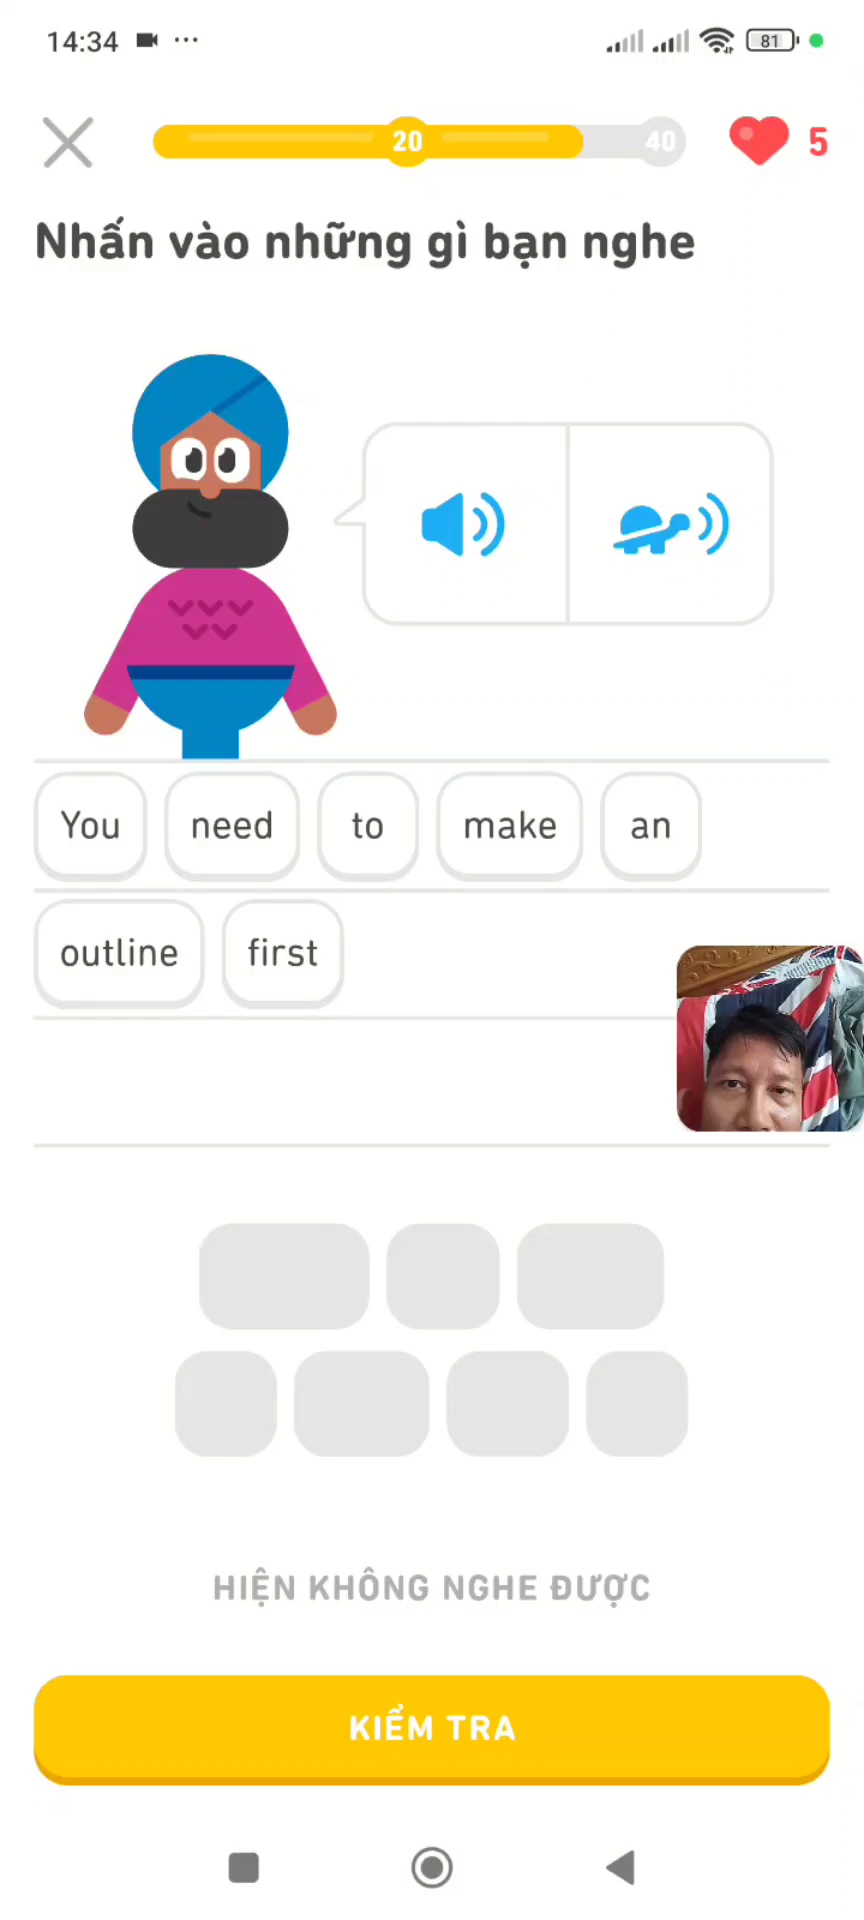 14:34 81
20 40 5
Nhấn vào những gì bạn nghe
You need to make an
outline first
HIỆN KHÔNG NGHE ĐƯỢC
KIỂM TRA